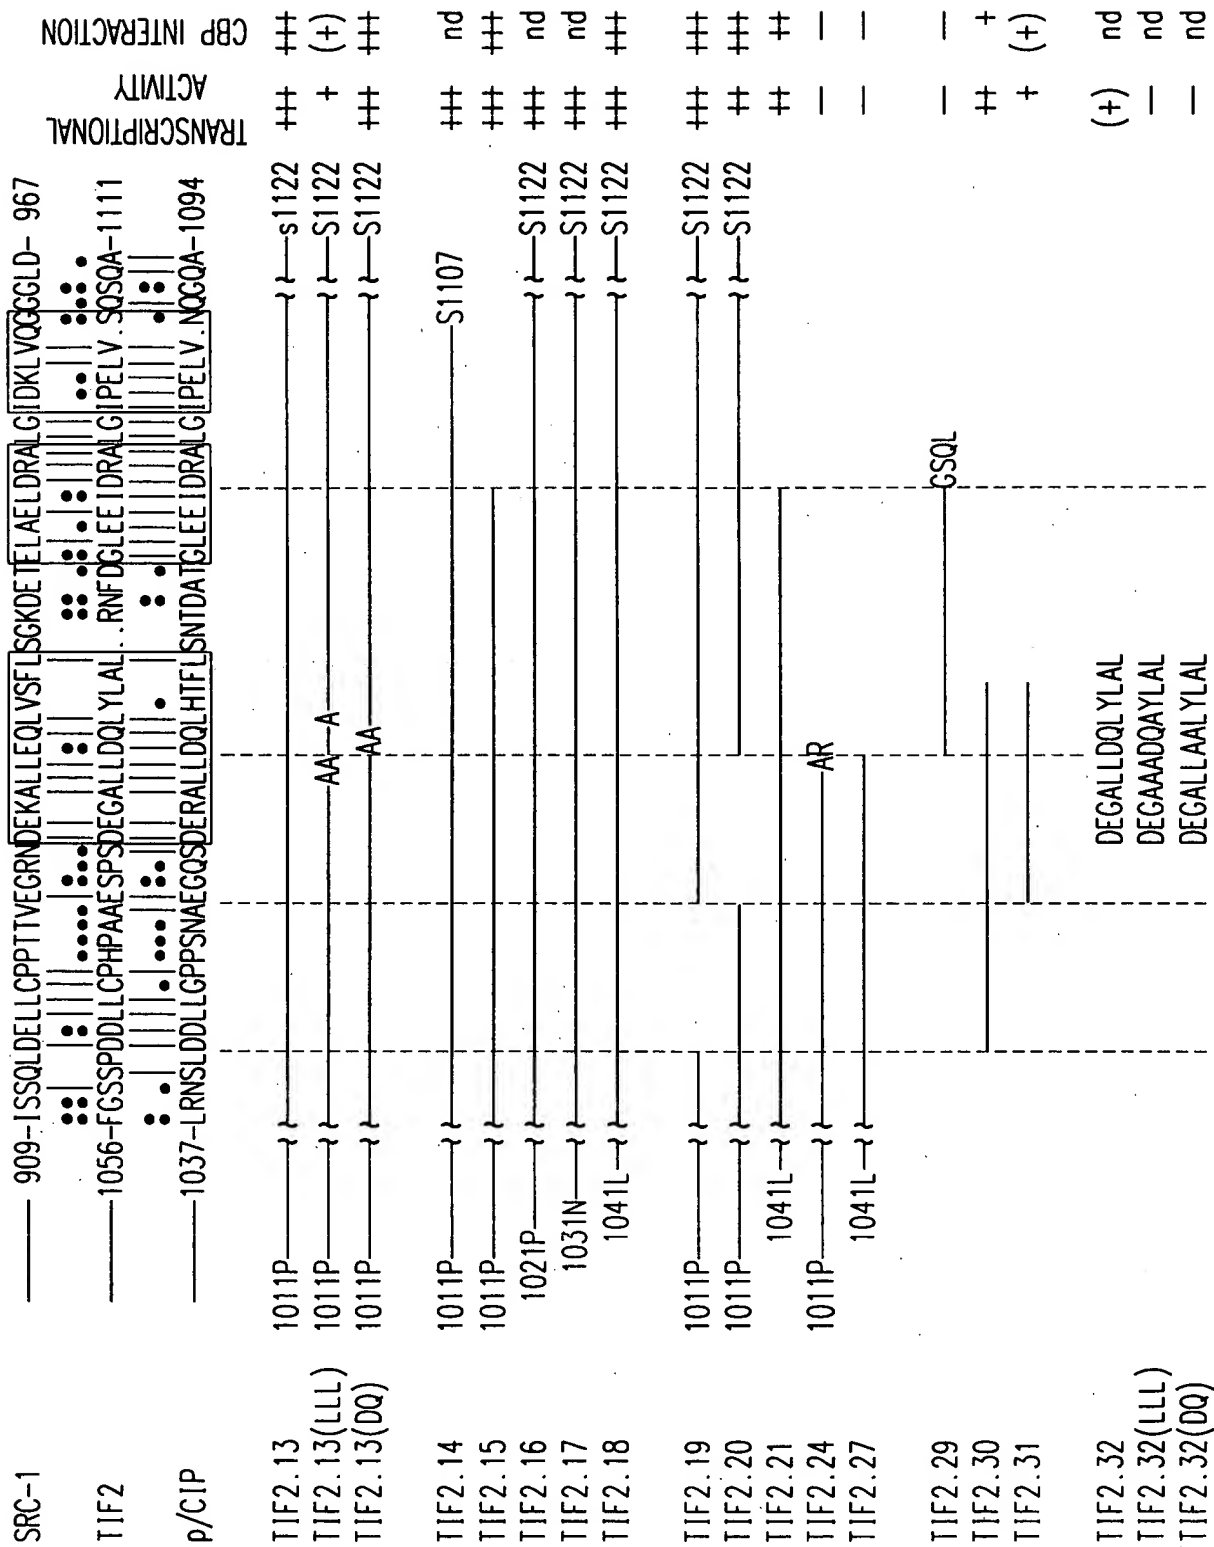 TRANSCRIPTIONAL ACTIVITY CBP INTERACTION
SRC-1 909-ISSQLDELLCPPTTVEGRNDEKALLEQLVSFLSGKDETELAELDRALGIDKLVQGGGLD- 967
TIF2 1056-FGSSPDDLLCPHPAAESPSDEGALLDQLYLAL..RNFDGLEEIDRALGIPELV.SQSQA-1111
p/CIP 1037-LRNSLDDLLGPPSNAEGQSDERALLDQLHTFLSNTDATGLEEIDRALGIPELV.NQGQA-1094
TIF2.13 1011P s1122 +++ +++
TIF2.13(LLL) 1011P AA A S1122 + (+)
TIF2.13(DQ) 1011P AA S1122 ++ +++
TIF2.14 1011P S1107 +++ nd
TIF2.15 1011P +++ +++
TIF2.16 1021P S1122 +++ nd
TIF2.17 1031N S1122 +++ nd
TIF2.18 1041L S1122 +++ +++
TIF2.19 1011P S1122 +++ +++
TIF2.20 1011P S1122 ++ +++
TIF2.21 1041L ++ ++
TIF2.24 1011P AR — —
TIF2.27 1041L — —
TIF2.29 GSQL — —
TIF2.30 ++ +
TIF2.31 + (+)
TIF2.32 DEGALLDQLYLAL (+) nd
TIF2.32(LLL) DEGAAADQAYLAL — nd
TIF2.32(DQ) DEGALLAALYLAL — nd